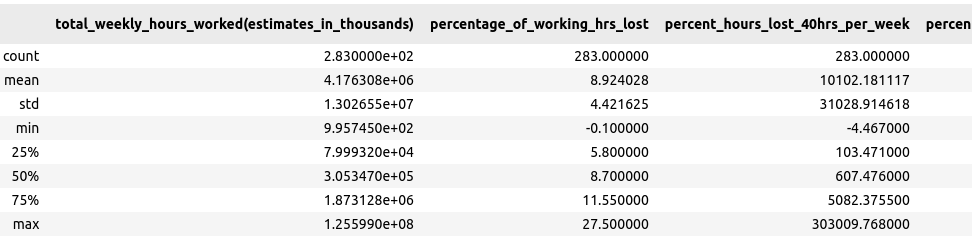 total_weekly_hours_worked(estimates_in_thousands) percentage_of_working_hrs_lost percent_hours_lost_40hrs_per_week percen
count 2.830000e+02 283.000000 283.000000
mean 4.176308e+06 8.924028 10102.181117
std 1.302655e+07 4.421625 31028.914618
min 9.957450e+02 -0.100000 -4.467000
25% 7.999320e+04 5.800000 103.471000
50% 3.053470e+05 8.700000 607.476000
75% 1.873128e+06 11.550000 5082.375500
max 1.255990e+08 27.500000 303009.768000